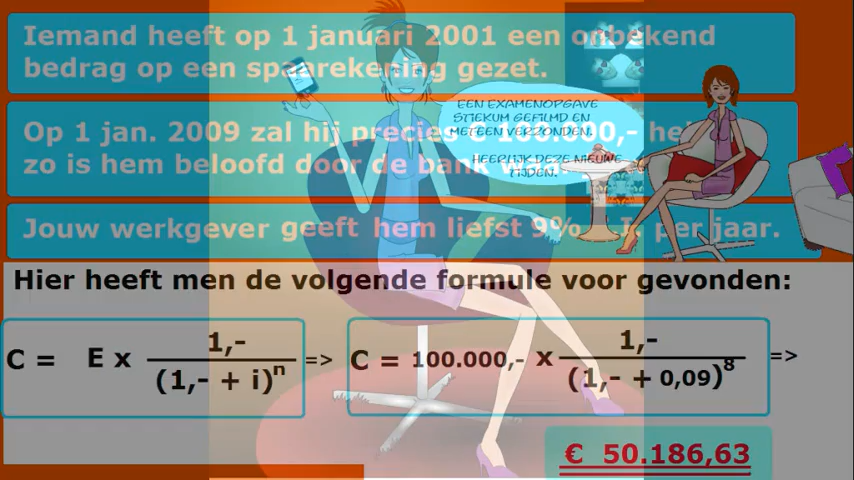 Iemand heeft op 1 januari 2001 een onbekend
bedrag op een spaarekening gezet.
Op 1 jan. 2009 zal hij precies € 100.000,- he
zo is hem beloofd door de bank
Jouw werkgever geeft hem liefst 9% per jaar.
EEN EXAMENOPGAVE
STIEKUM GEFILMD EN
METEEN VERZONDEN.
HEERLIJK DEZE NIEUWE
TIJDEN.
Hier heeft men de volgende formule voor gevonden:
C = E x 1,- / (1,- + i)^n => C = 100.000,- x 1,- / (1,- + 0,09)^8 =>
€ 50.186,63